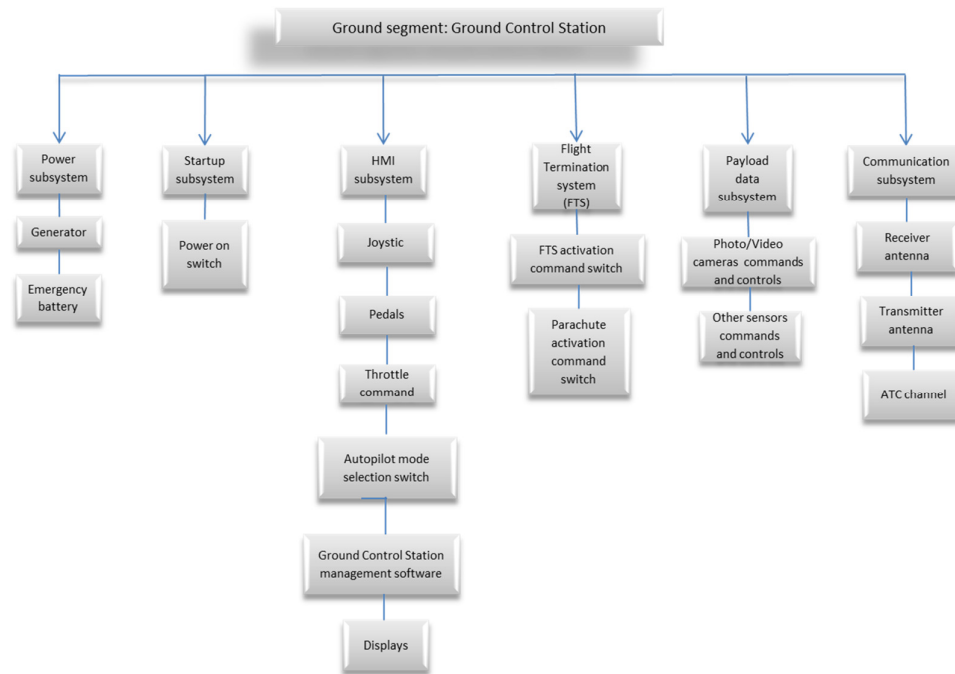 Ground segment: Ground Control Station
Power
subsystem
Generator
Emergency
battery
Startup
subsystem
Power on
switch
HMI
subsystem
Joystic
Pedals
Throttle
command
Autopilot mode
selection switch
Ground Control Station
management software
Displays
Flight
Termination
system
(FTS)
FTS activation
command switch
Parachute
activation
command
switch
Payload
data
subsystem
Photo/Video
cameras commands
and controls
Other sensors
commands
and controls
Communication
subsystem
Receiver
antenna
Transmitter
antenna
ATC channel